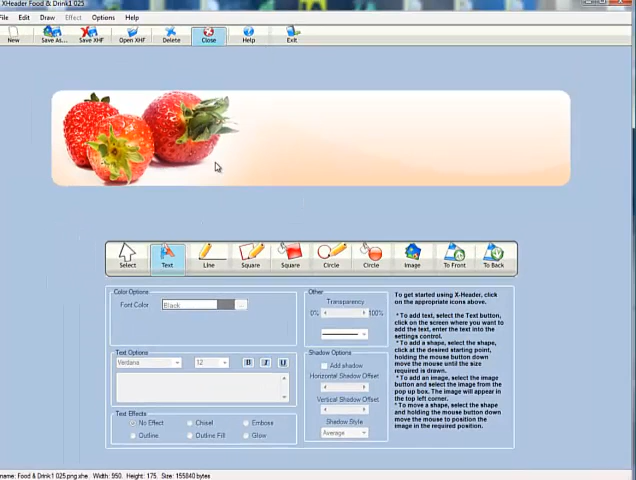 XHeader Food & Drink1 025
File Edit Draw Effect Options Help
New Save As... Save XHF Open XHF Delete Close Help Exit
Select Text Line Square Square Circle Circle Image To Front To Back
Color Options:
Font Color Black ...
Text Options
Verdana 12 B I U
Text Effects
No Effect Chisel Emboss
Outline Outline Fill Glow
Other
Transparency
0% 100%
Shadow Options
Add shadow
Horizontal Shadow Offset
Vertical Shadow Offset
Shadow Style
Average
To get started using X-Header, click
on the appropriate icons above.
* To add text, select the Text button,
click on the screen where you want to
add the text, enter the text into the
settings control.
* To add a shape, select the shape,
click at the desired starting point,
holding the mouse button down
move the mouse until the size
required is drawn.
* To add an image, select the image
button and select the image from the
pop up box. The image will appear in
the top left corner.
* To move a shape, select the shape
and holding the mouse button down
move the mouse to position the
image in the required position.
name: Food & Drink1 025.png.xhe. Width: 950. Height: 175. Size: 155840 bytes